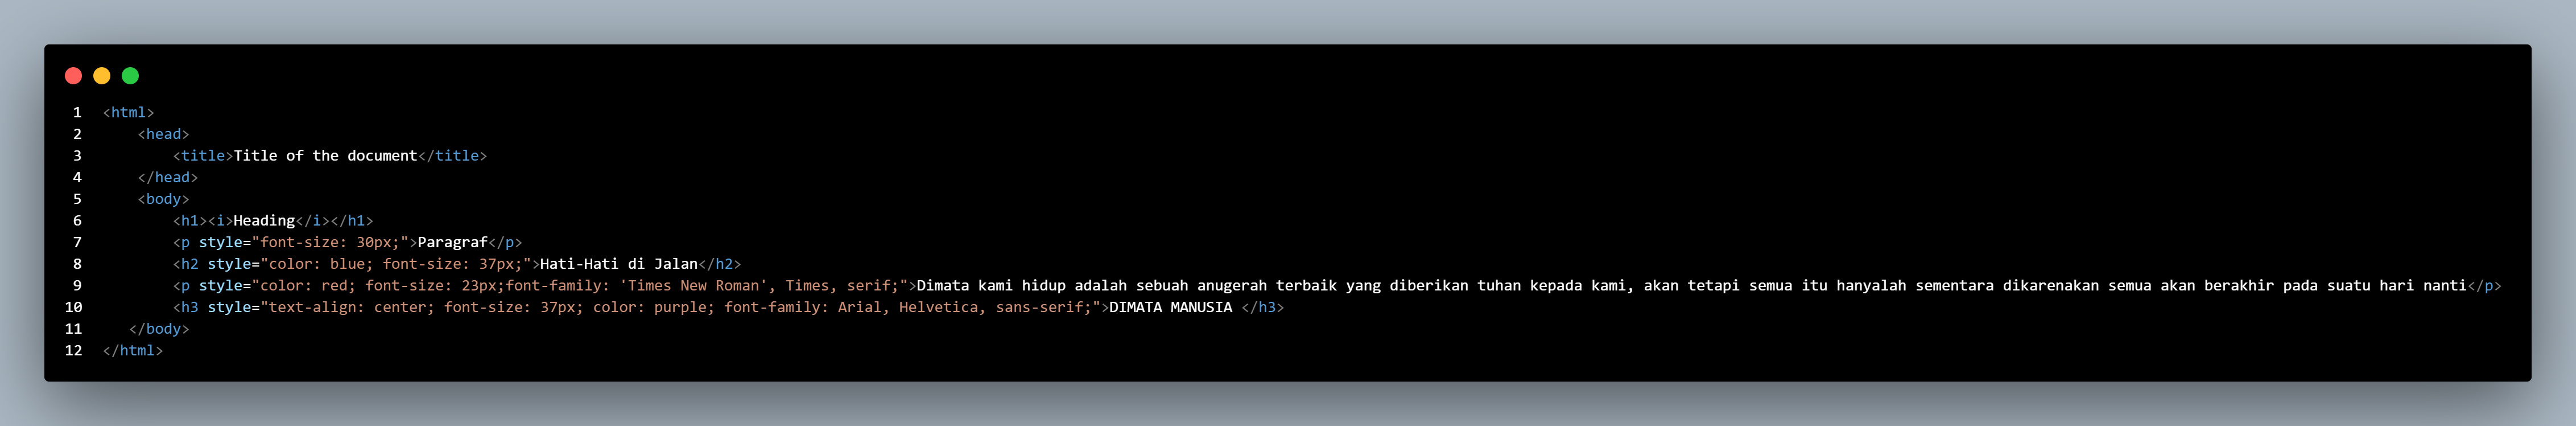 1 <html>
2     <head>
3         <title>Title of the document</title>
4     </head>
5     <body>
6         <h1><i>Heading</i></h1>
7         <p style="font-size: 30px;">Paragraf</p>
8         <h2 style="color: blue; font-size: 37px;">Hati-Hati di Jalan</h2>
9         <p style="color: red; font-size: 23px;font-family: 'Times New Roman', Times, serif;">Dimata kami hidup adalah sebuah anugerah terbaik yang diberikan tuhan kepada kami, akan tetapi semua itu hanyalah sementara dikarenakan semua akan berakhir pada suatu hari nanti</p>
10         <h3 style="text-align: center; font-size: 37px; color: purple; font-family: Arial, Helvetica, sans-serif;">DIMATA MANUSIA </h3>
11    </body>
12 </html>